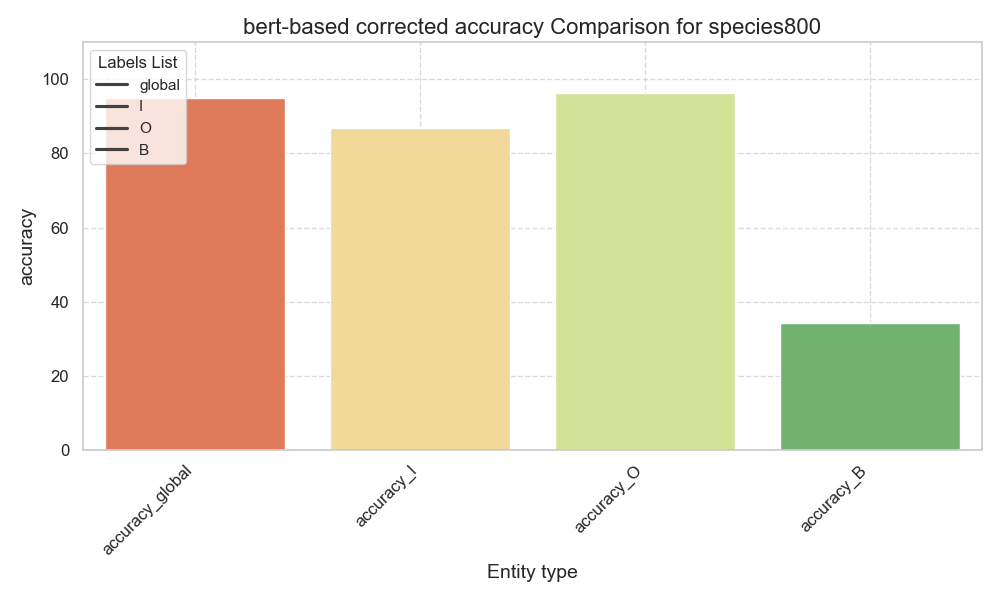 bert-based corrected accuracy Comparison for species800
Labels List
global
I
O
B
accuracy
100
80
60
40
20
0
accuracy_global
accuracy_I
accuracy_O
accuracy_B
Entity type